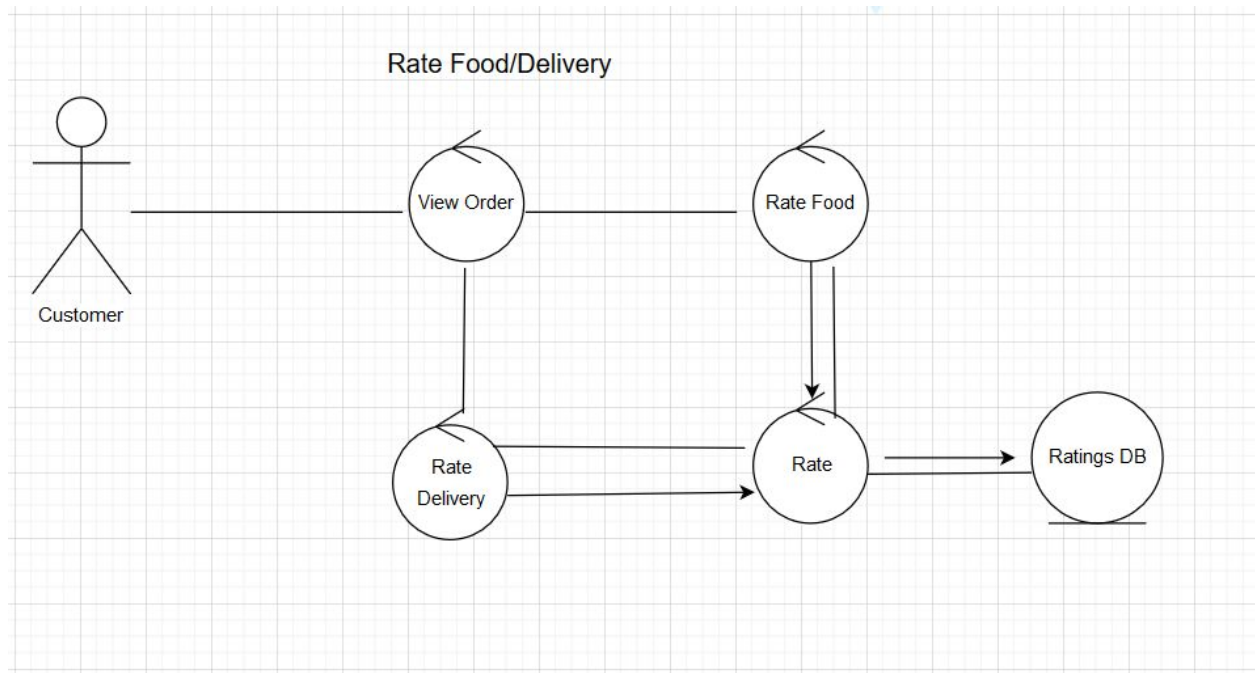 Rate Food/Delivery
View Order
Rate Food
Customer
Rate
Delivery
Rate
Ratings DB